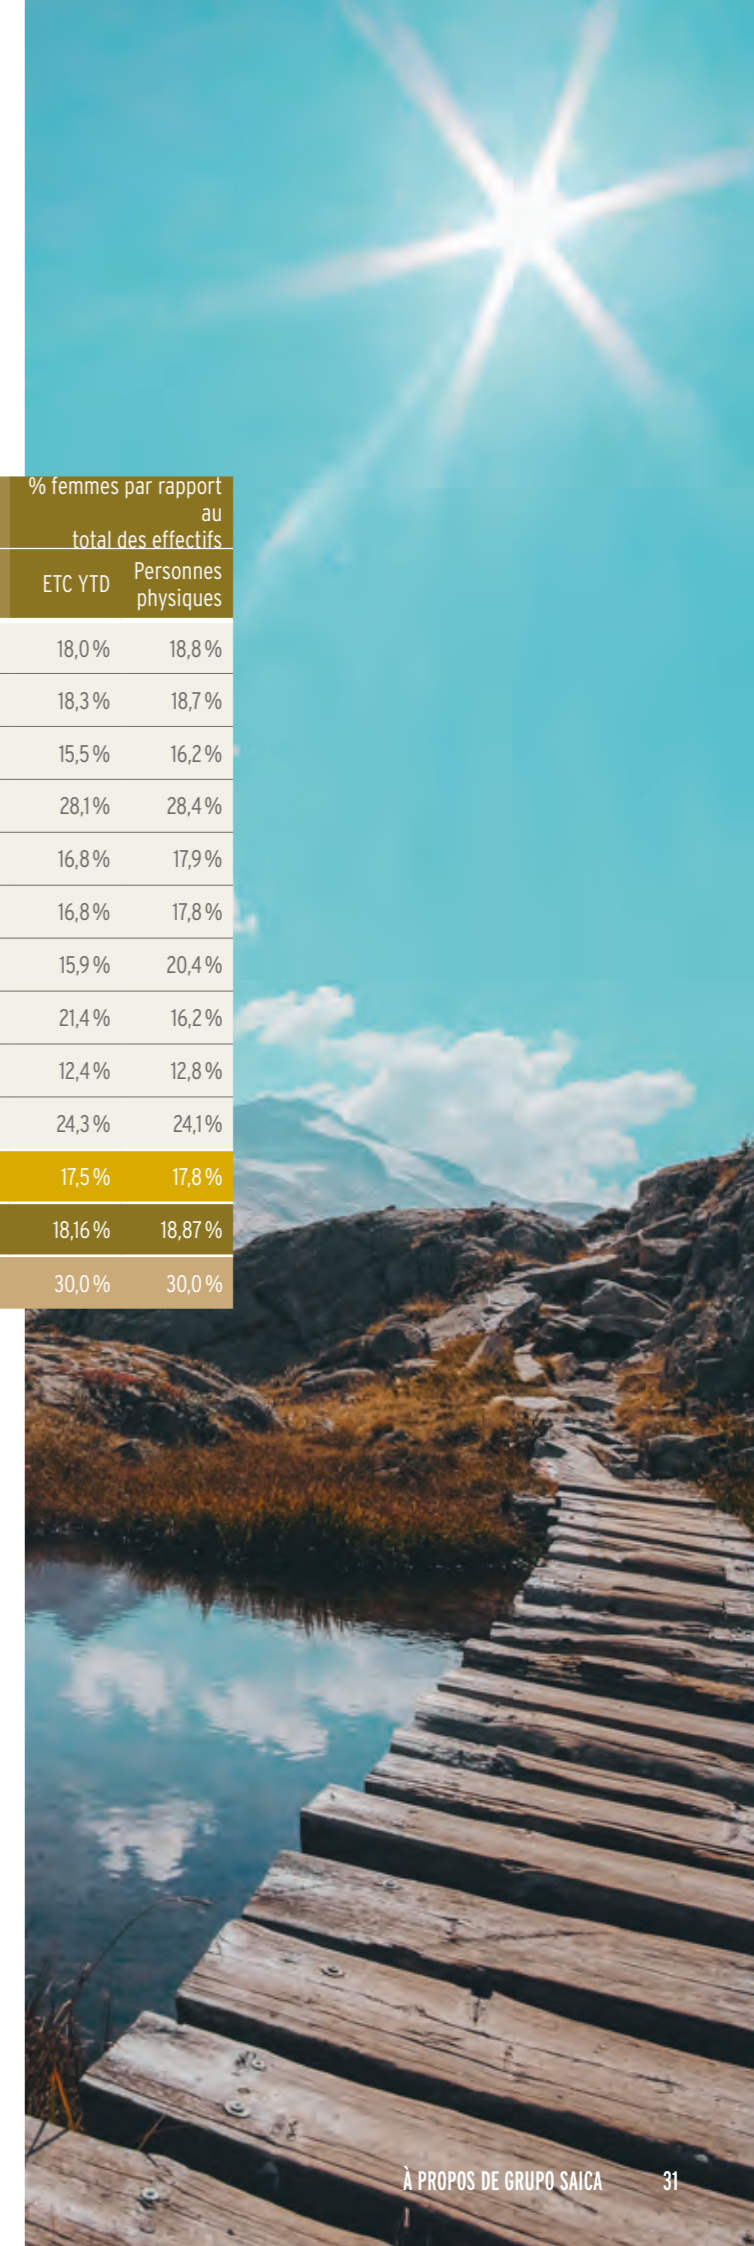 % femmes par rapport
au
total des effectifs
ETC YTD Personnes
physiques
18,0 % 18,8 %
18,3 % 18,7 %
15,5 % 16,2 %
28,1 % 28,4 %
16,8 % 17,9 %
16,8 % 17,8 %
15,9 % 20,4 %
21,4 % 16,2 %
12,4 % 12,8 %
24,3 % 24,1 %
17,5 % 17,8 %
18,16 % 18,87 %
30,0 % 30,0 %
À PROPOS DE GRUPO SAICA 31